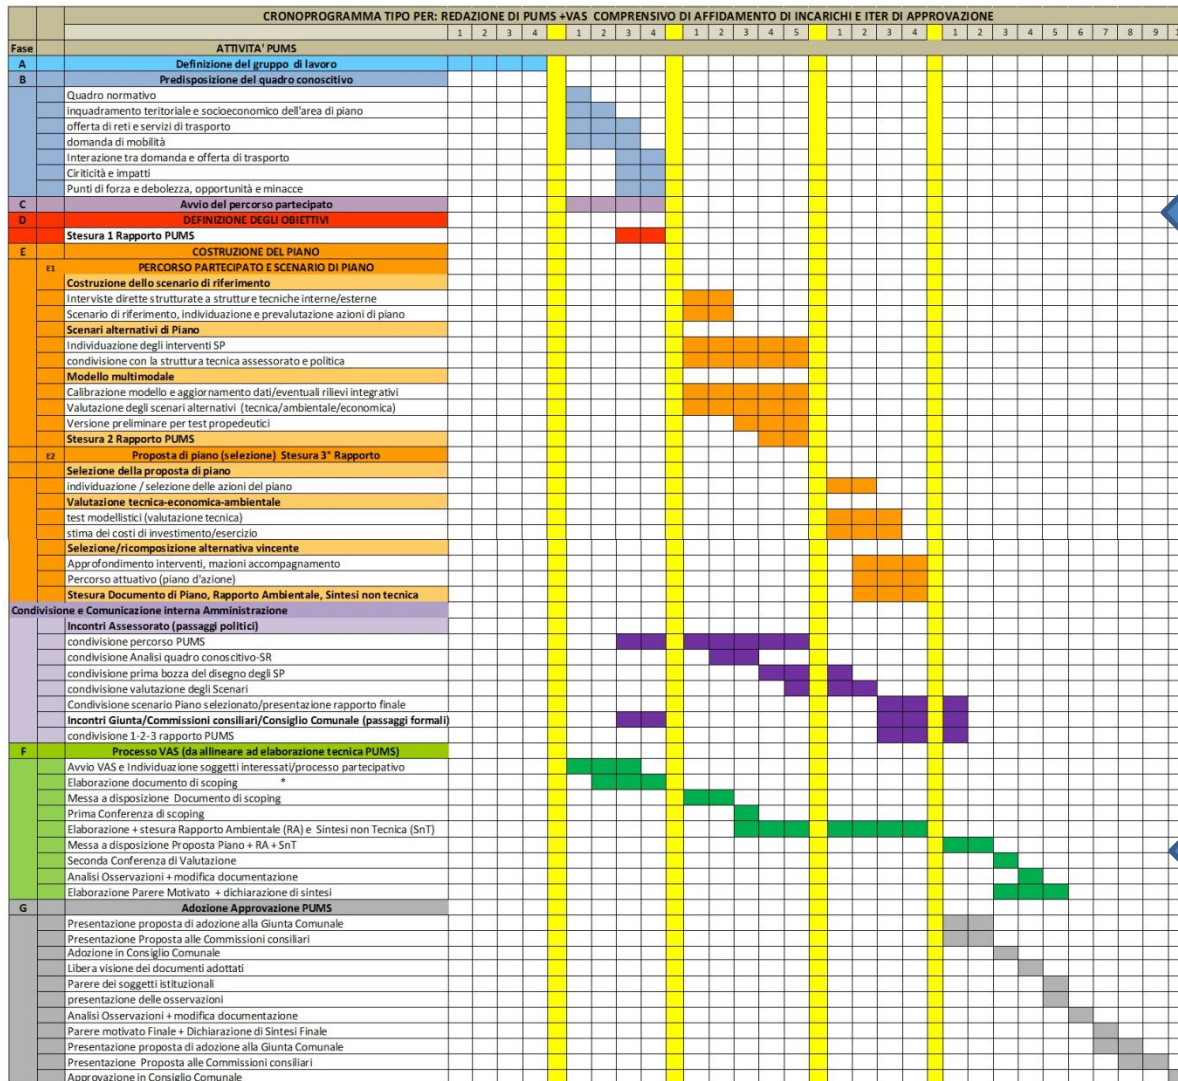 CRONOPROGRAMMA TIPO PER: REDAZIONE DI PUMS +VAS COMPRENSIVO DI AFFIDAMENTO DI INCARICHI E ITER DI APPROVAZIONE
1 2 3 4 1 2 3 4 1 2 3 4 5 1 2 3 4 1 2 3 4 5 6 7 8 9 1
Fase ATTIVITA' PUMS
A Definizione del gruppo di lavoro
B Predisposizione del quadro conoscitivo
Quadro normativo
inquadramento teritoriale e socioeconomico dell'area di piano
offerta di reti e servizi di trasporto
domanda di mobilità
Interazione tra domanda e offerta di trasporto
Ciriticità e impatti
Punti di forza e debolezza, opportunità e minacce
C Avvio del percorso partecipato
D DEFINIZIONE DEGLI OBIETTIVI
Stesura 1 Rapporto PUMS
E COSTRUZIONE DEL PIANO
E1 PERCORSO PARTECIPATO E SCENARIO DI PIANO
Costruzione dello scenario di riferimento
Interviste dirette strutturate a strutture tecniche interne/esterne
Scenario di riferimento, individuazione e prevalutazione azioni di piano
Scenari alternativi di Piano
Individuazione degli interventi SP
condivisione con la struttura tecnica assessorato e politica
Modello multimodale
Calibrazione modello e aggiornamento dati/eventuali rilievi integrativi
Valutazione degli scenari alternativi (tecnica/ambientale/economica)
Versione preliminare per test propedeutici
Stesura 2 Rapporto PUMS
E2 Proposta di piano (selezione) Stesura 3° Rapporto
Selezione della proposta di piano
individuazione / selezione delle azioni del piano
Valutazione tecnica-economica-ambientale
test modellistici (valutazione tecnica)
stima dei costi di investimento/esercizio
Selezione/ricomposizione alternativa vincente
Approfondimento interventi, mazioni accompagnamento
Percorso attuativo (piano d'azione)
Stesura Documento di Piano, Rapporto Ambientale, Sintesi non tecnica
Condivisione e Comunicazione interna Amministrazione
Incontri Assessorato (passaggi politici)
condivisione percorso PUMS
condivisione Analisi quadro conoscitivo-SR
condivisione prima bozza del disegno degli SP
condivisione valutazione degli Scenari
Condivisione scenario Piano selezionato/presentazione rapporto finale
Incontri Giunta/Commissioni consiliari/Consiglio Comunale (passaggi formali)
condivisione 1-2-3 rapporto PUMS
F Processo VAS (da allineare ad elaborazione tecnica PUMS)
Avvio VAS e Individuazione soggetti interessati/processo partecipativo
Elaborazione documento di scoping *
Messa a disposizione Documento di scoping
Prima Conferenza di scoping
Elaborazione + stesura Rapporto Ambientale (RA) e Sintesi non Tecnica (SnT)
Messa a disposizione Proposta Piano + RA + SnT
Seconda Conferenza di Valutazione
Analisi Osservazioni + modifica documentazione
Elaborazione Parere Motivato + dichiarazione di sintesi
G Adozione Approvazione PUMS
Presentazione proposta di adozione alla Giunta Comunale
Presentazione Proposta alle Commissioni consiliari
Adozione in Consiglio Comunale
Libera visione dei documenti adottati
Parere dei soggetti istituzionali
presentazione delle osservazioni
Analisi Osservazioni + modifica documentazione
Parere motivato Finale + Dichiarazione di Sintesi Finale
Presentazione proposta di adozione alla Giunta Comunale
Presentazione Proposta alle Commissioni consiliari
Approvazione in Consiglio Comunale